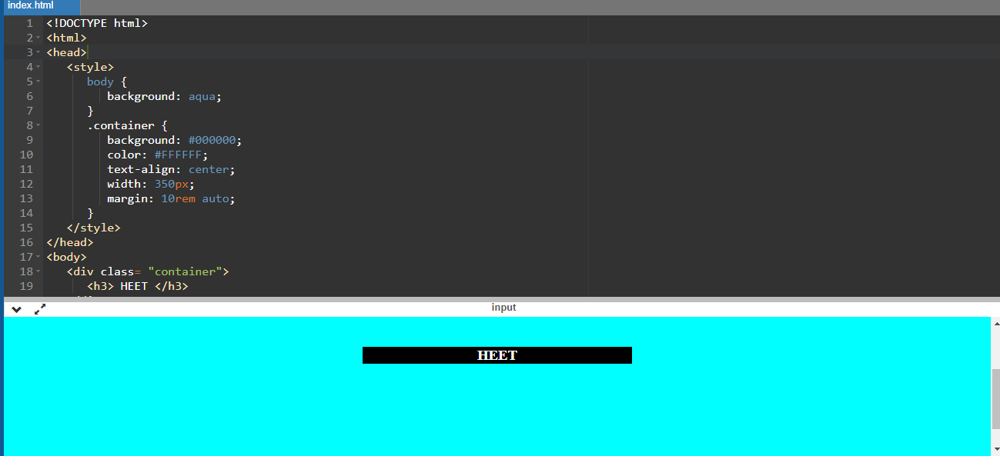 index.html
1 <!DOCTYPE html>
2 <html>
3 <head>
4 <style>
5 body {
6 background: aqua;
7 }
8 .container {
9 background: #000000;
10 color: #FFFFFF;
11 text-align: center;
12 width: 350px;
13 margin: 10rem auto;
14 }
15 </style>
16 </head>
17 <body>
18 <div class= "container">
19 <h3> HEET </h3>
input
HEET